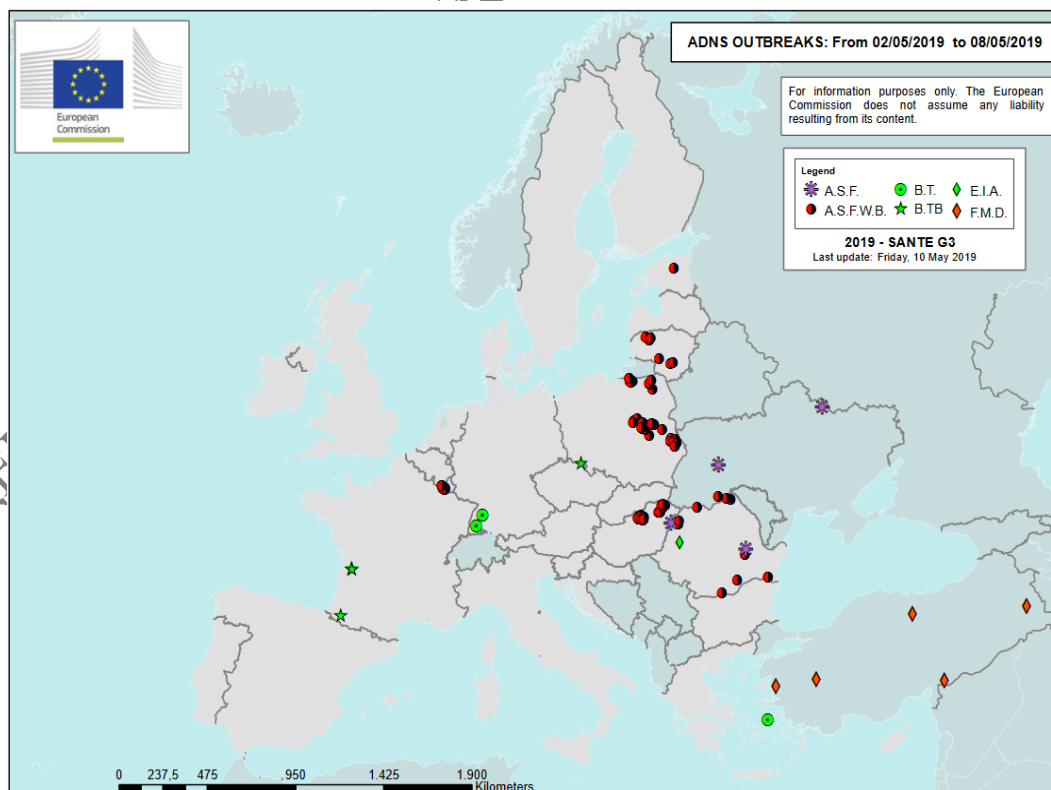 European
Commission
ADNS OUTBREAKS: From 02/05/2019 to 08/05/2019
For information purposes only. The European
Commission does not assume any liability
resulting from its content.
Legend
A.S.F. B.T. E.I.A.
A.S.F.W.B. B.TB F.M.D.
2019 - SANTE G3
Last update: Friday, 10 May 2019
0 237,5 475 950 1.425 1.900
Kilometers